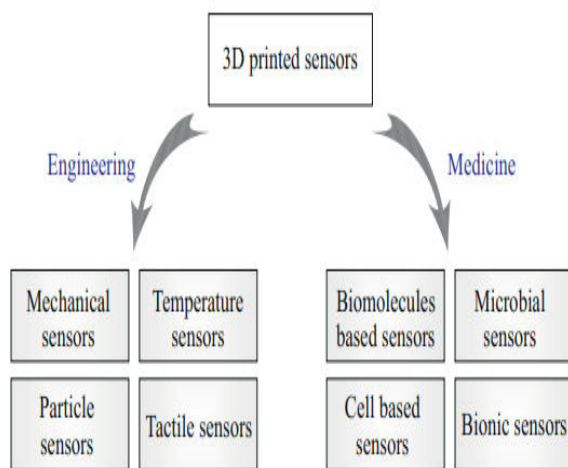 3D printed sensors
Engineering
Medicine
Mechanical
sensors
Temperature
sensors
Biomolecules
based sensors
Microbial
sensors
Particle
sensors
Tactile sensors
Cell based
sensors
Bionic sensors